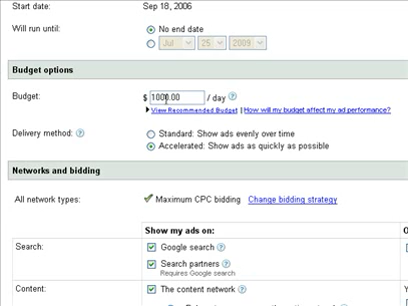 Start date: Sep 18, 2006
Will run until: No end date
Jul 25 2009
Budget options
Budget: $ 1000.00 / day ?
View Recommended Budget | How will my budget affect my ad performance?
Delivery method: ? Standard: Show ads evenly over time
Accelerated: Show ads as quickly as possible
Networks and bidding
All network types: Maximum CPC bidding Change bidding strategy
Show my ads on: O
Search: Google search ?
Search partners ?
Requires Google search
Content: The content network ? Y